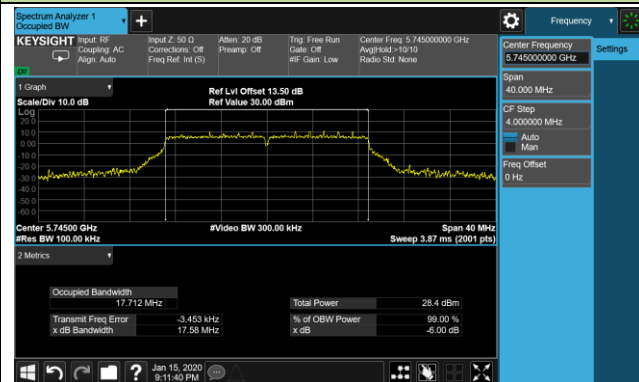 Spectrum Analyzer 1
Occupied BW
Frequency
KEYSIGHT
Input: RF
Coupling: AC
Align: Auto
Input Z: 50 Ω
Corrections: Off
Freq Ref: Int (S)
Atten: 20 dB
Preamp: Off
Trig: Free Run
Gate: Off
#IF Gain: Low
Center Freq: 5.745000000 GHz
Avg|Hold:>10/10
Radio Std: None
Center Frequency
5.745000000 GHz
Settings
Span
40.000 MHz
CF Step
4.000000 MHz
Auto
Man
Freq Offset
0 Hz
1 Graph
Scale/Div 10.0 dB
Ref Lvl Offset 13.50 dB
Ref Value 30.00 dBm
Log
20.0
10.0
0.00
-10.0
-20.0
-30.0
-40.0
-50.0
-60.0
Center 5.74500 GHz
#Res BW 100.00 kHz
#Video BW 300.00 kHz
Span 40 MHz
Sweep 3.87 ms (2001 pts)
2 Metrics
Occupied Bandwidth
17.712 MHz
Total Power 28.4 dBm
Transmit Freq Error -3.453 kHz
% of OBW Power 99.00 %
x dB Bandwidth 17.58 MHz
x dB -6.00 dB
Jan 15, 2020
9:11:40 PM